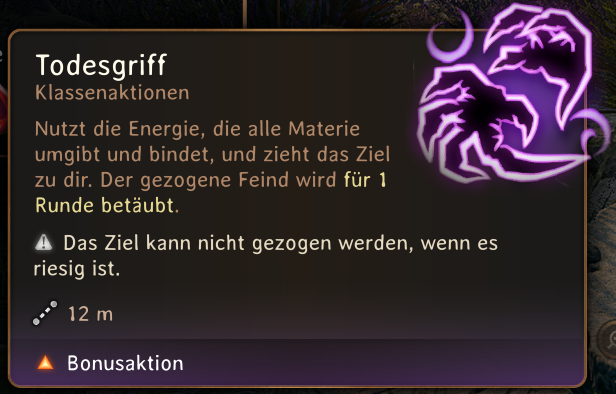 Todesgriff
Klassenaktionen
Nutzt die Energie, die alle Materie
umgibt und bindet, und zieht das Ziel
zu dir. Der gezogene Feind wird für 1
Runde betäubt.
Das Ziel kann nicht gezogen werden, wenn es
riesig ist.
12 m
Bonusaktion